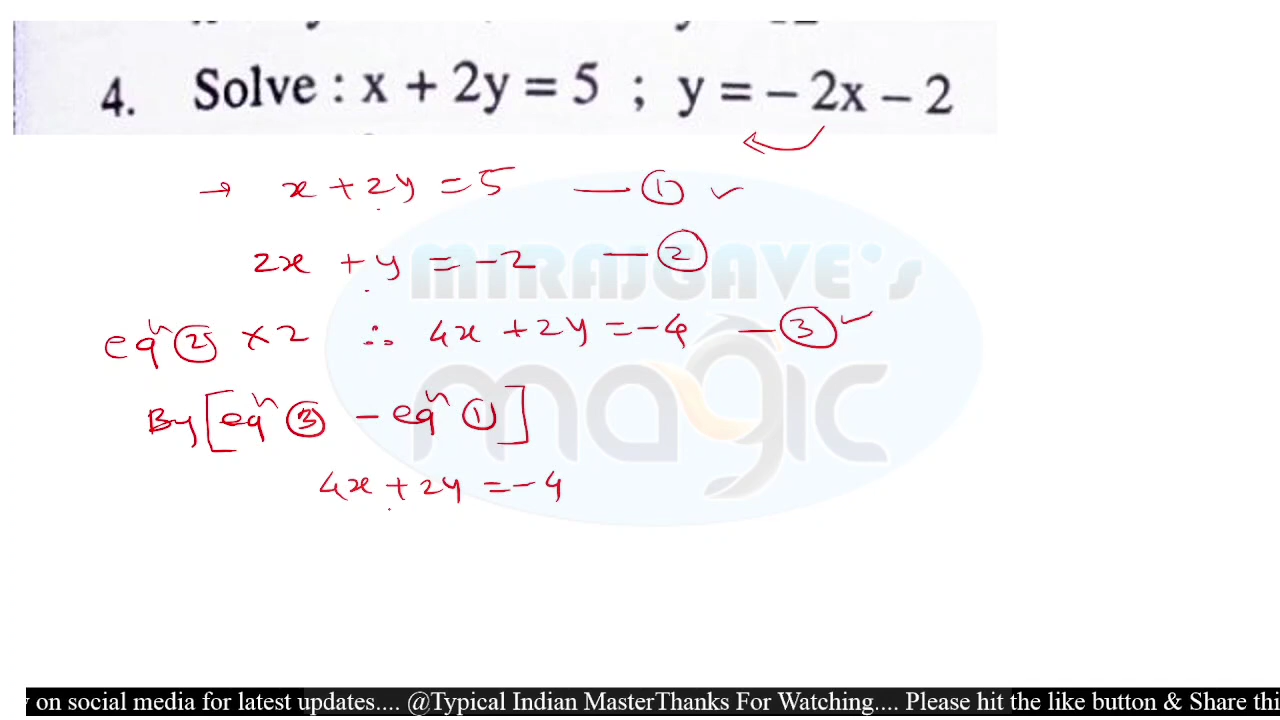 4. Solve : x + 2y = 5 ; y = – 2x – 2
→ x + 2y = 5 — ① ✓
2x + y = -2 — ②
eqⁿ ② × 2 ∴ 4x + 2y = -4 — ③ ✓
By [eqⁿ ③ - eqⁿ ①]
4x + 2y = -4
MIRAJGAVE's
magic
on social media for latest updates.... @Typical Indian MasterThanks For Watching.... Please hit the like button & Share thi